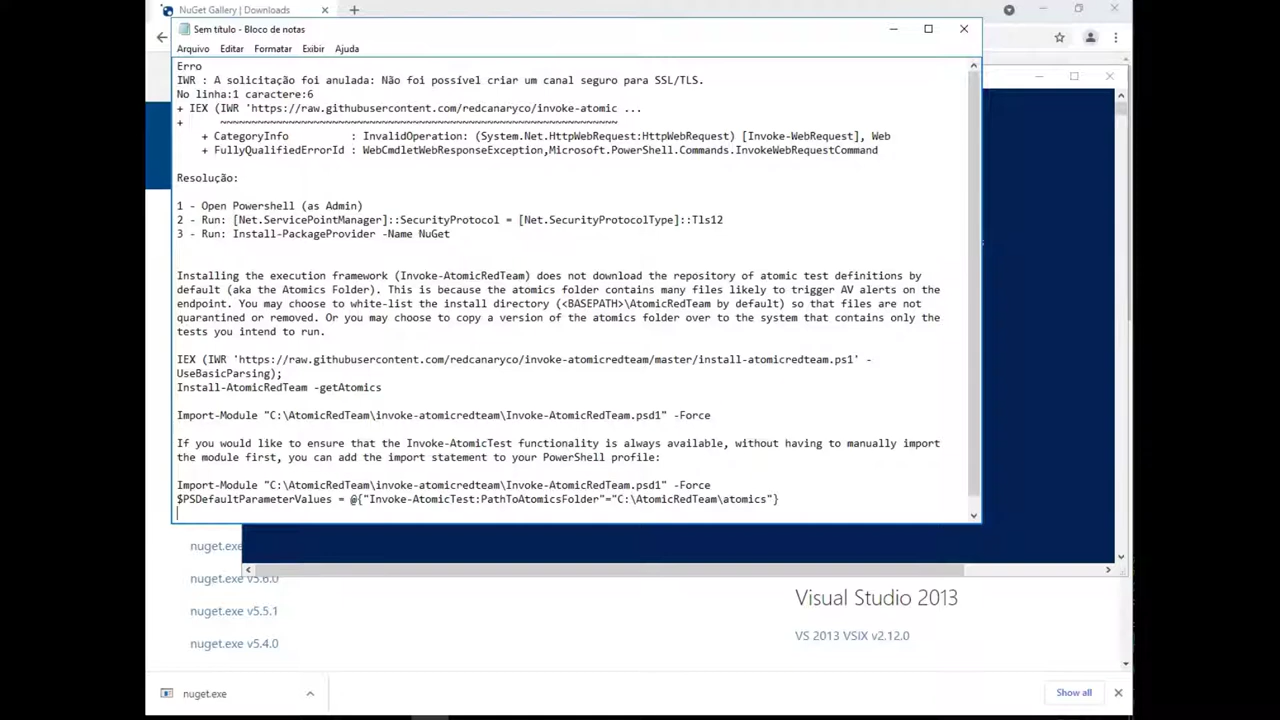 NuGet Gallery | Downloads
Sem título - Bloco de notas
Arquivo Editar Formatar Exibir Ajuda
Erro
IWR : A solicitação foi anulada: Não foi possível criar um canal seguro para SSL/TLS.
No linha:1 caractere:6
+ IEX (IWR 'https://raw.githubusercontent.com/redcanaryco/invoke-atomic ...
+ ~~~~~~~~~~~~~~~~~~~~~~~~~~~~~~~~~~~~~~~~~~~~~~~~~~~~~~~~~~~~~~~~
+ CategoryInfo : InvalidOperation: (System.Net.HttpWebRequest:HttpWebRequest) [Invoke-WebRequest], Web
+ FullyQualifiedErrorId : WebCmdletWebResponseException,Microsoft.PowerShell.Commands.InvokeWebRequestCommand
Resolução:
1 - Open Powershell (as Admin)
2 - Run: [Net.ServicePointManager]::SecurityProtocol = [Net.SecurityProtocolType]::Tls12
3 - Run: Install-PackageProvider -Name NuGet
Installing the execution framework (Invoke-AtomicRedTeam) does not download the repository of atomic test definitions by
default (aka the Atomics Folder). This is because the atomics folder contains many files likely to trigger AV alerts on the
endpoint. You may choose to white-list the install directory (<BASEPATH>\AtomicRedTeam by default) so that files are not
quarantined or removed. Or you may choose to copy a version of the atomics folder over to the system that contains only the
tests you intend to run.
IEX (IWR 'https://raw.githubusercontent.com/redcanaryco/invoke-atomicredteam/master/install-atomicredteam.ps1' -
UseBasicParsing);
Install-AtomicRedTeam -getAtomics
Import-Module "C:\AtomicRedTeam\invoke-atomicredteam\Invoke-AtomicRedTeam.psd1" -Force
If you would like to ensure that the Invoke-AtomicTest functionality is always available, without having to manually import
the module first, you can add the import statement to your PowerShell profile:
Import-Module "C:\AtomicRedTeam\invoke-atomicredteam\Invoke-AtomicRedTeam.psd1" -Force
$PSDefaultParameterValues = @{"Invoke-AtomicTest:PathToAtomicsFolder"="C:\AtomicRedTeam\atomics"}
nuget.exe
nuget.exe v5.6.0
nuget.exe v5.5.1
nuget.exe v5.4.0
Visual Studio 2013
VS 2013 VSIX v2.12.0
nuget.exe
Show all